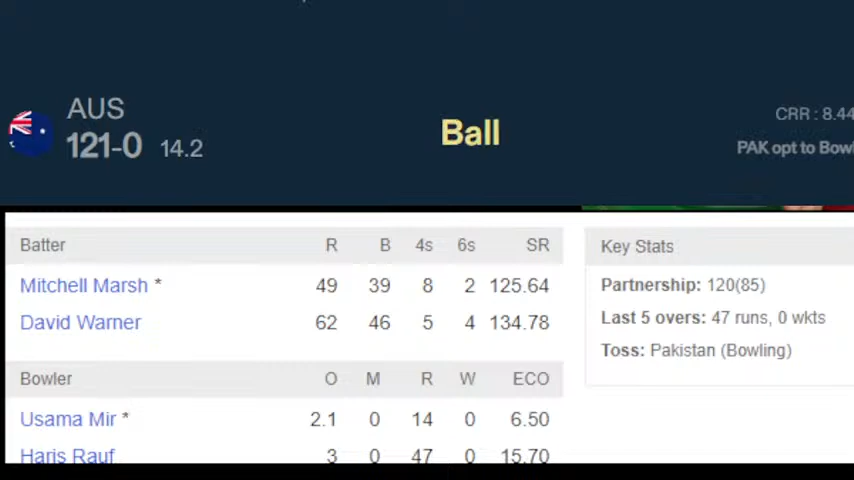 AUS
121-0 14.2
Ball
CRR : 8.44
PAK opt to Bowl
Batter R B 4s 6s SR
Mitchell Marsh * 49 39 8 2 125.64
David Warner 62 46 5 4 134.78
Bowler O M R W ECO
Usama Mir * 2.1 0 14 0 6.50
Haris Rauf 3 0 47 0 15.70
Key Stats
Partnership: 120(85)
Last 5 overs: 47 runs, 0 wkts
Toss: Pakistan (Bowling)